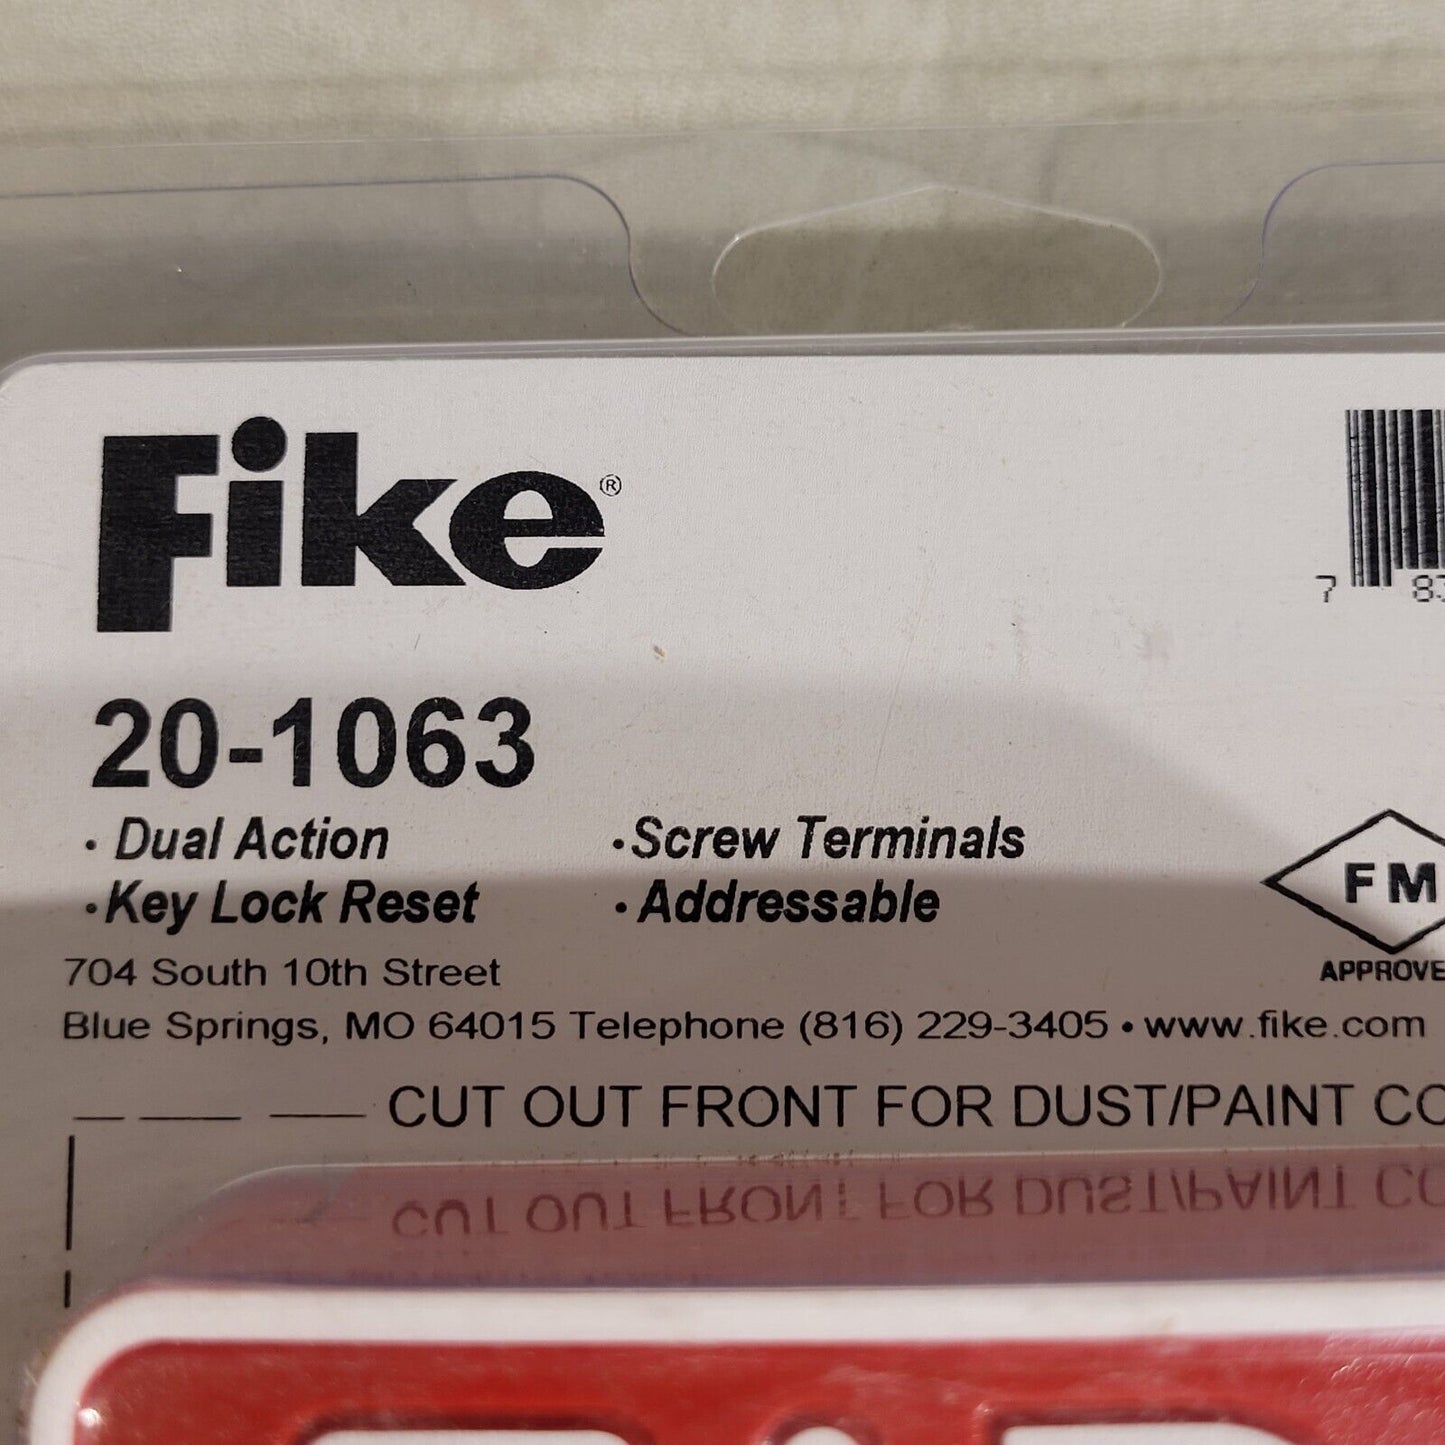 Fike®
7 83
20-1063
· Dual Action
· Key Lock Reset
· Screw Terminals
· Addressable
FM
APPROVE
704 South 10th Street
Blue Springs, MO 64015 Telephone (816) 229-3405 • www.fike.com
CUT OUT FRONT FOR DUST/PAINT CO